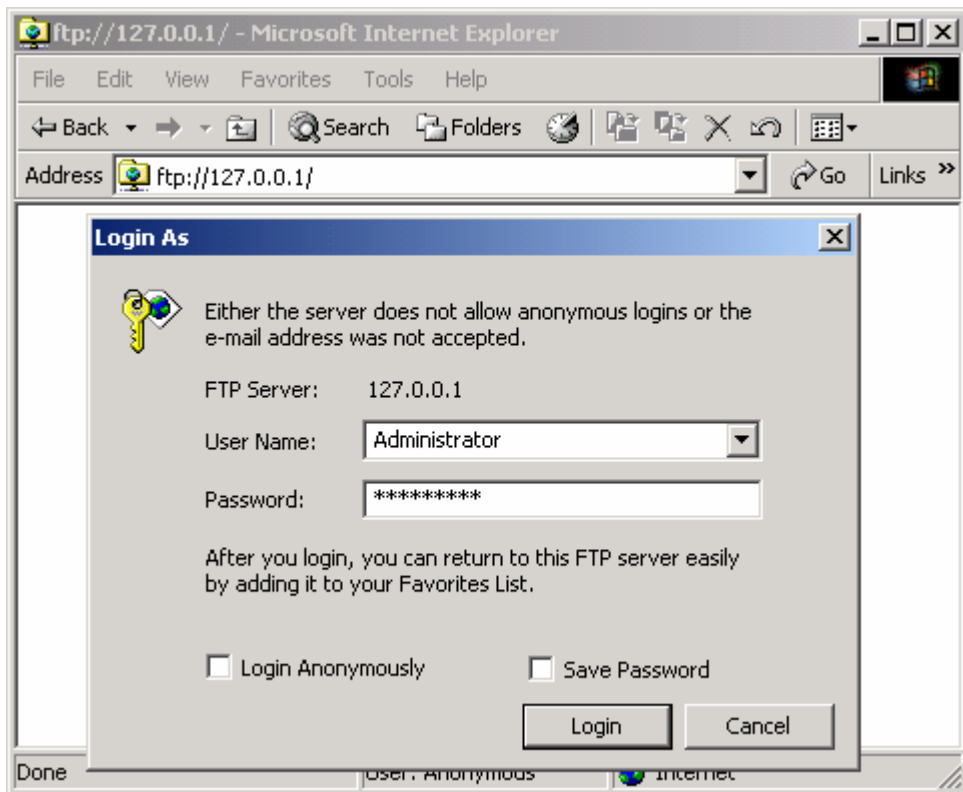 ftp://127.0.0.1/ - Microsoft Internet Explorer
File Edit View Favorites Tools Help
Back Search Folders
Address ftp://127.0.0.1/ Go Links »
Login As
Either the server does not allow anonymous logins or the
e-mail address was not accepted.
FTP Server: 127.0.0.1
User Name: Administrator
Password: *********
After you login, you can return to this FTP server easily
by adding it to your Favorites List.
Login Anonymously Save Password
Login Cancel
Done User: Anonymous Internet